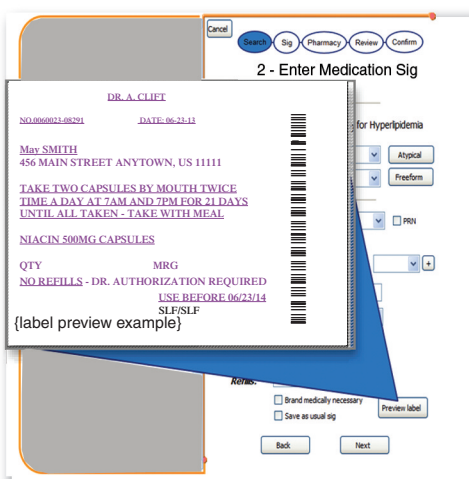 Cancel
Search Sig Pharmacy Review Confirm
2 - Enter Medication Sig
DR. A. CLIFT
NO.0060023-08291 DATE: 06-23-13
for Hyperlipidemia
May SMITH
456 MAIN STREET ANYTOWN, US 11111
Atypical
Freeform
TAKE TWO CAPSULES BY MOUTH TWICE
TIME A DAY AT 7AM AND 7PM FOR 21 DAYS
UNTIL ALL TAKEN - TAKE WITH MEAL
PRN
NIACIN 500MG CAPSULES
QTY MRG
+
NO REFILLS - DR. AUTHORIZATION REQUIRED
USE BEFORE 06/23/14
SLF/SLF
{label preview example}
Refills:
Brand medically necessary
Save as usual sig
Preview label
Back Next